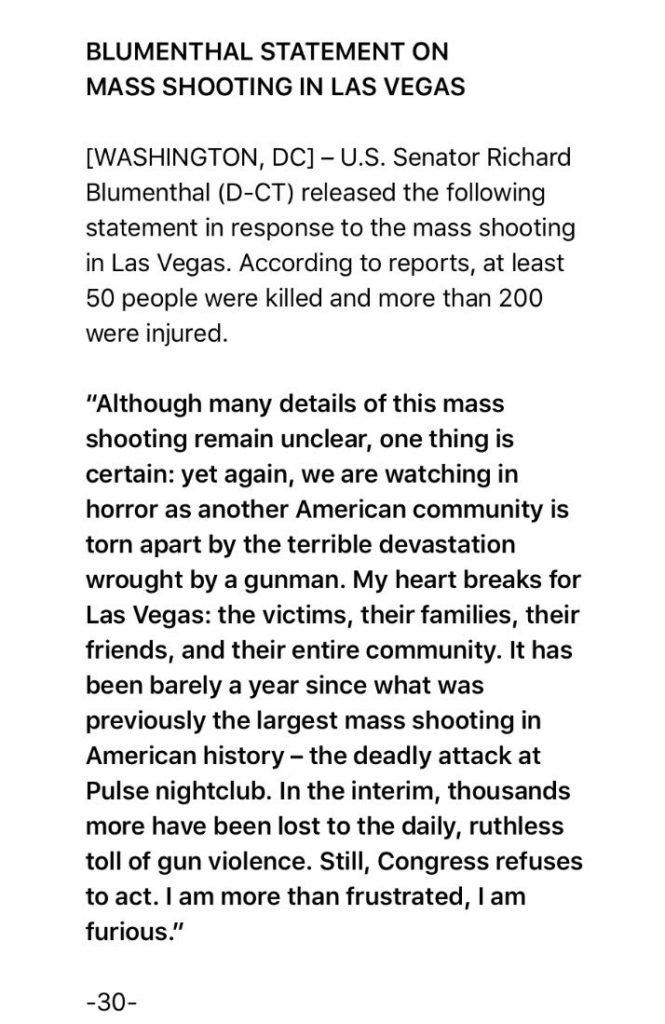 BLUMENTHAL STATEMENT ON
MASS SHOOTING IN LAS VEGAS
[WASHINGTON, DC] – U.S. Senator Richard
Blumenthal (D-CT) released the following
statement in response to the mass shooting
in Las Vegas. According to reports, at least
50 people were killed and more than 200
were injured.
“Although many details of this mass
shooting remain unclear, one thing is
certain: yet again, we are watching in
horror as another American community is
torn apart by the terrible devastation
wrought by a gunman. My heart breaks for
Las Vegas: the victims, their families, their
friends, and their entire community. It has
been barely a year since what was
previously the largest mass shooting in
American history – the deadly attack at
Pulse nightclub. In the interim, thousands
more have been lost to the daily, ruthless
toll of gun violence. Still, Congress refuses
to act. I am more than frustrated, I am
furious.”
-30-